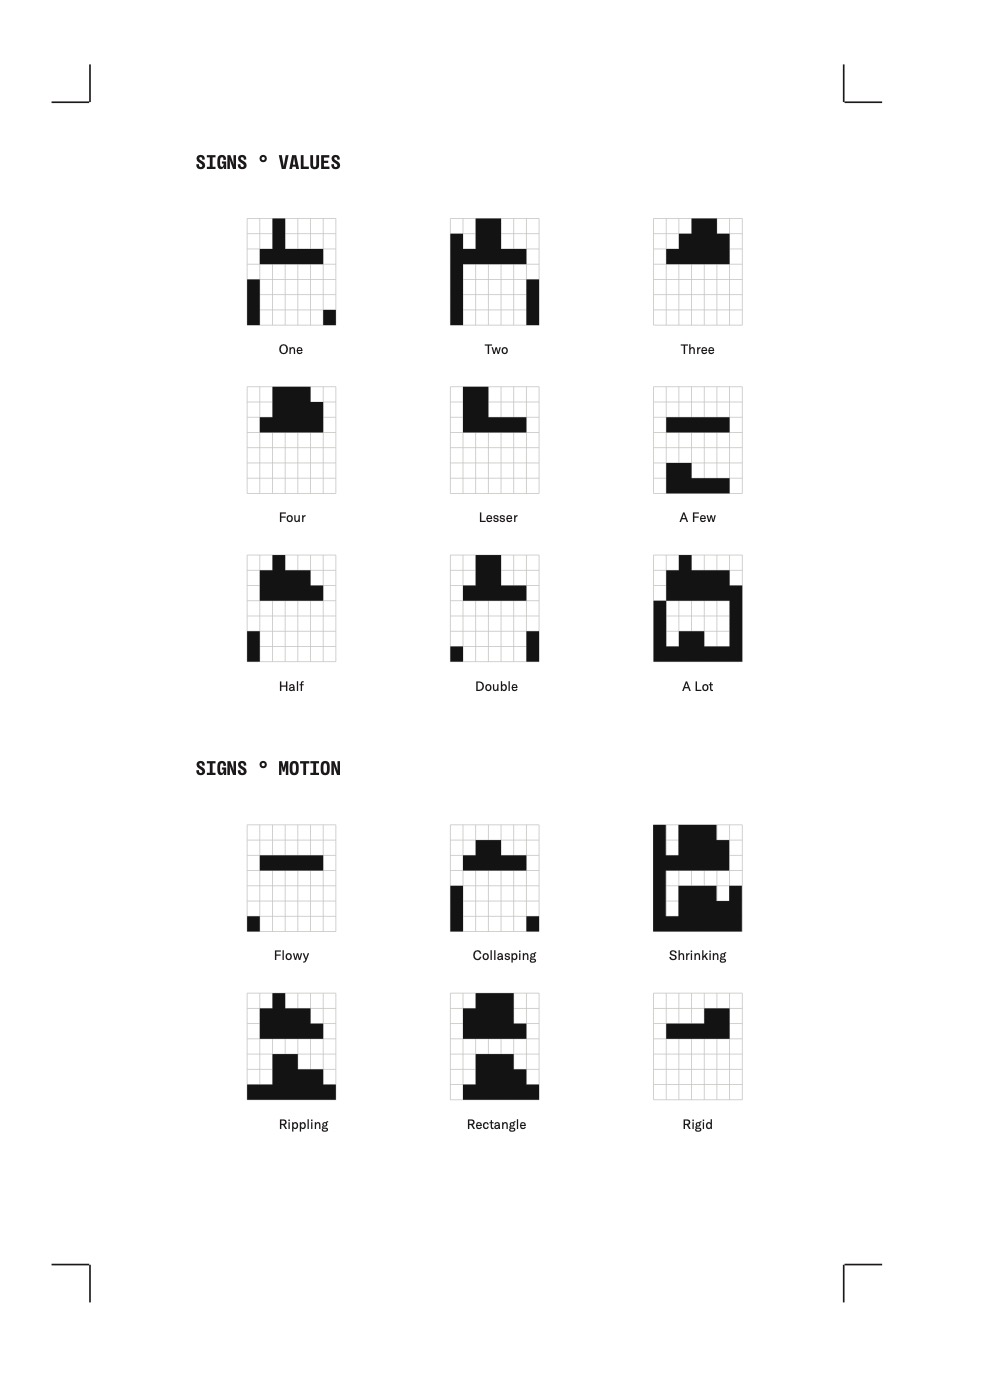 SIGNS ° VALUES
One Two Three
Four Lesser A Few
Half Double A Lot
SIGNS ° MOTION
Flowy Collasping Shrinking
Rippling Rectangle Rigid